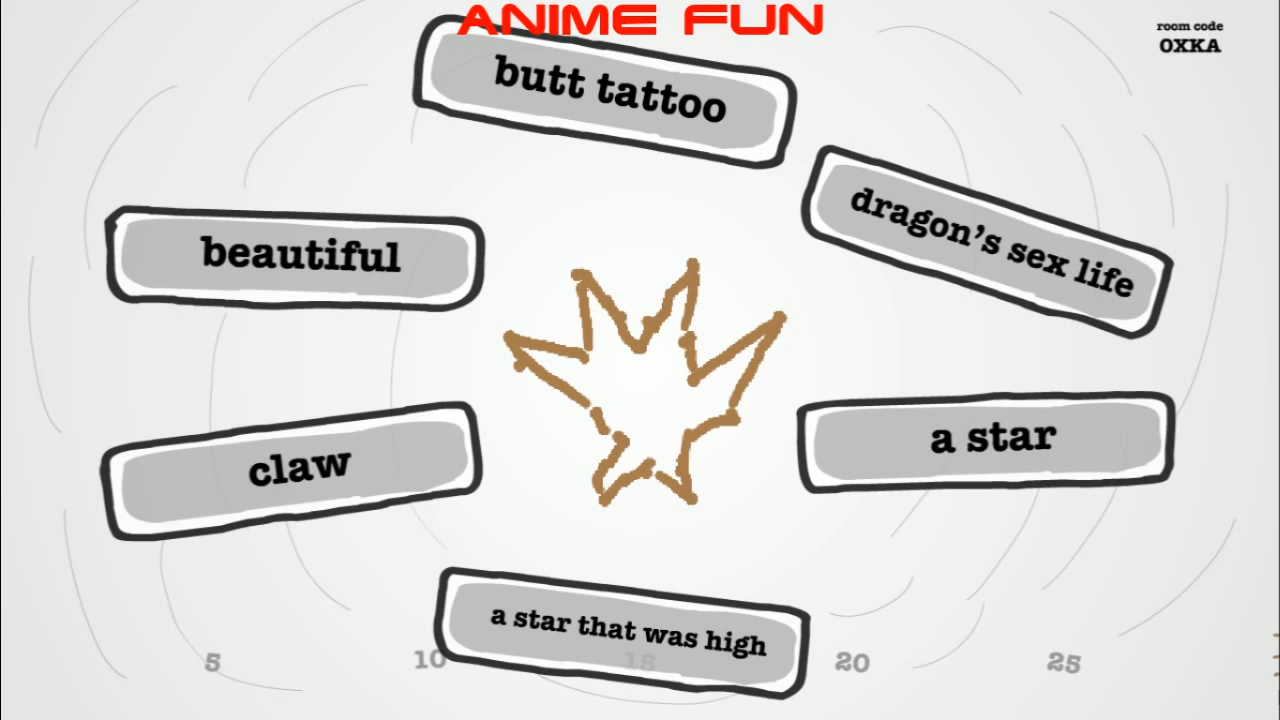 ANIME FUN
room code
OXKA
butt tattoo
dragon's sex life
beautiful
a star
claw
a star that was high
5 10 15 20 25